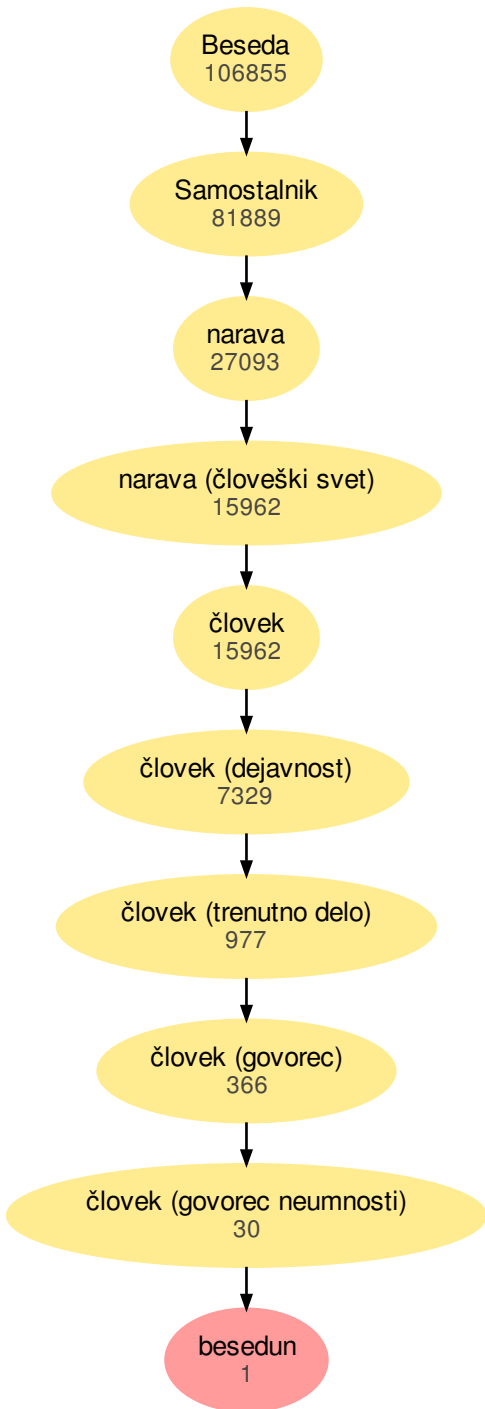 Beseda
106855
Samostalnik
81889
narava
27093
narava (človeški svet)
15962
človek
15962
človek (dejavnost)
7329
človek (trenutno delo)
977
človek (govorec)
366
človek (govorec neumnosti)
30
besedun
1